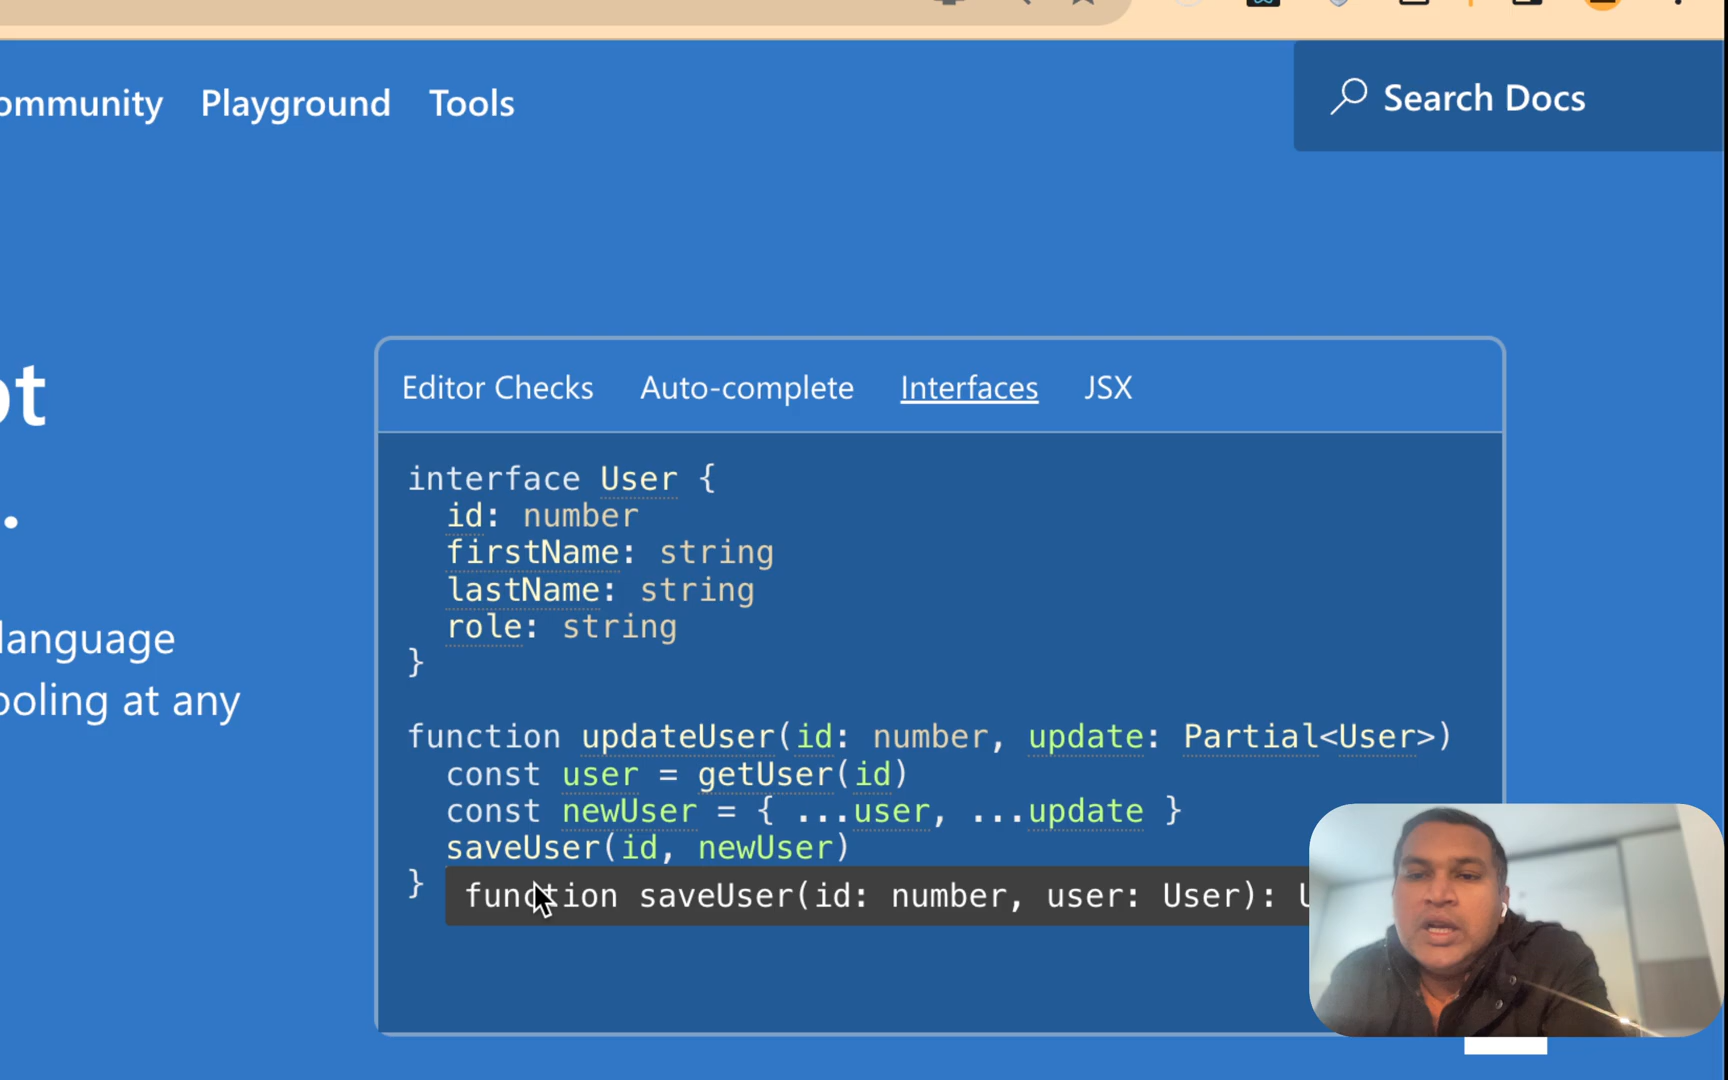 Playground Tools
Search Docs
Editor Checks Auto-complete Interfaces JSX
language
at any
interface User {
id: number
firstName: string
lastName: string
role: string
}
function updateUser(id: number, update: Partial<User>)
const user = getUser(id)
const newUser = { ...user, ...update }
saveUser(id, newUser)
}
function saveUser(id: number, user: User):